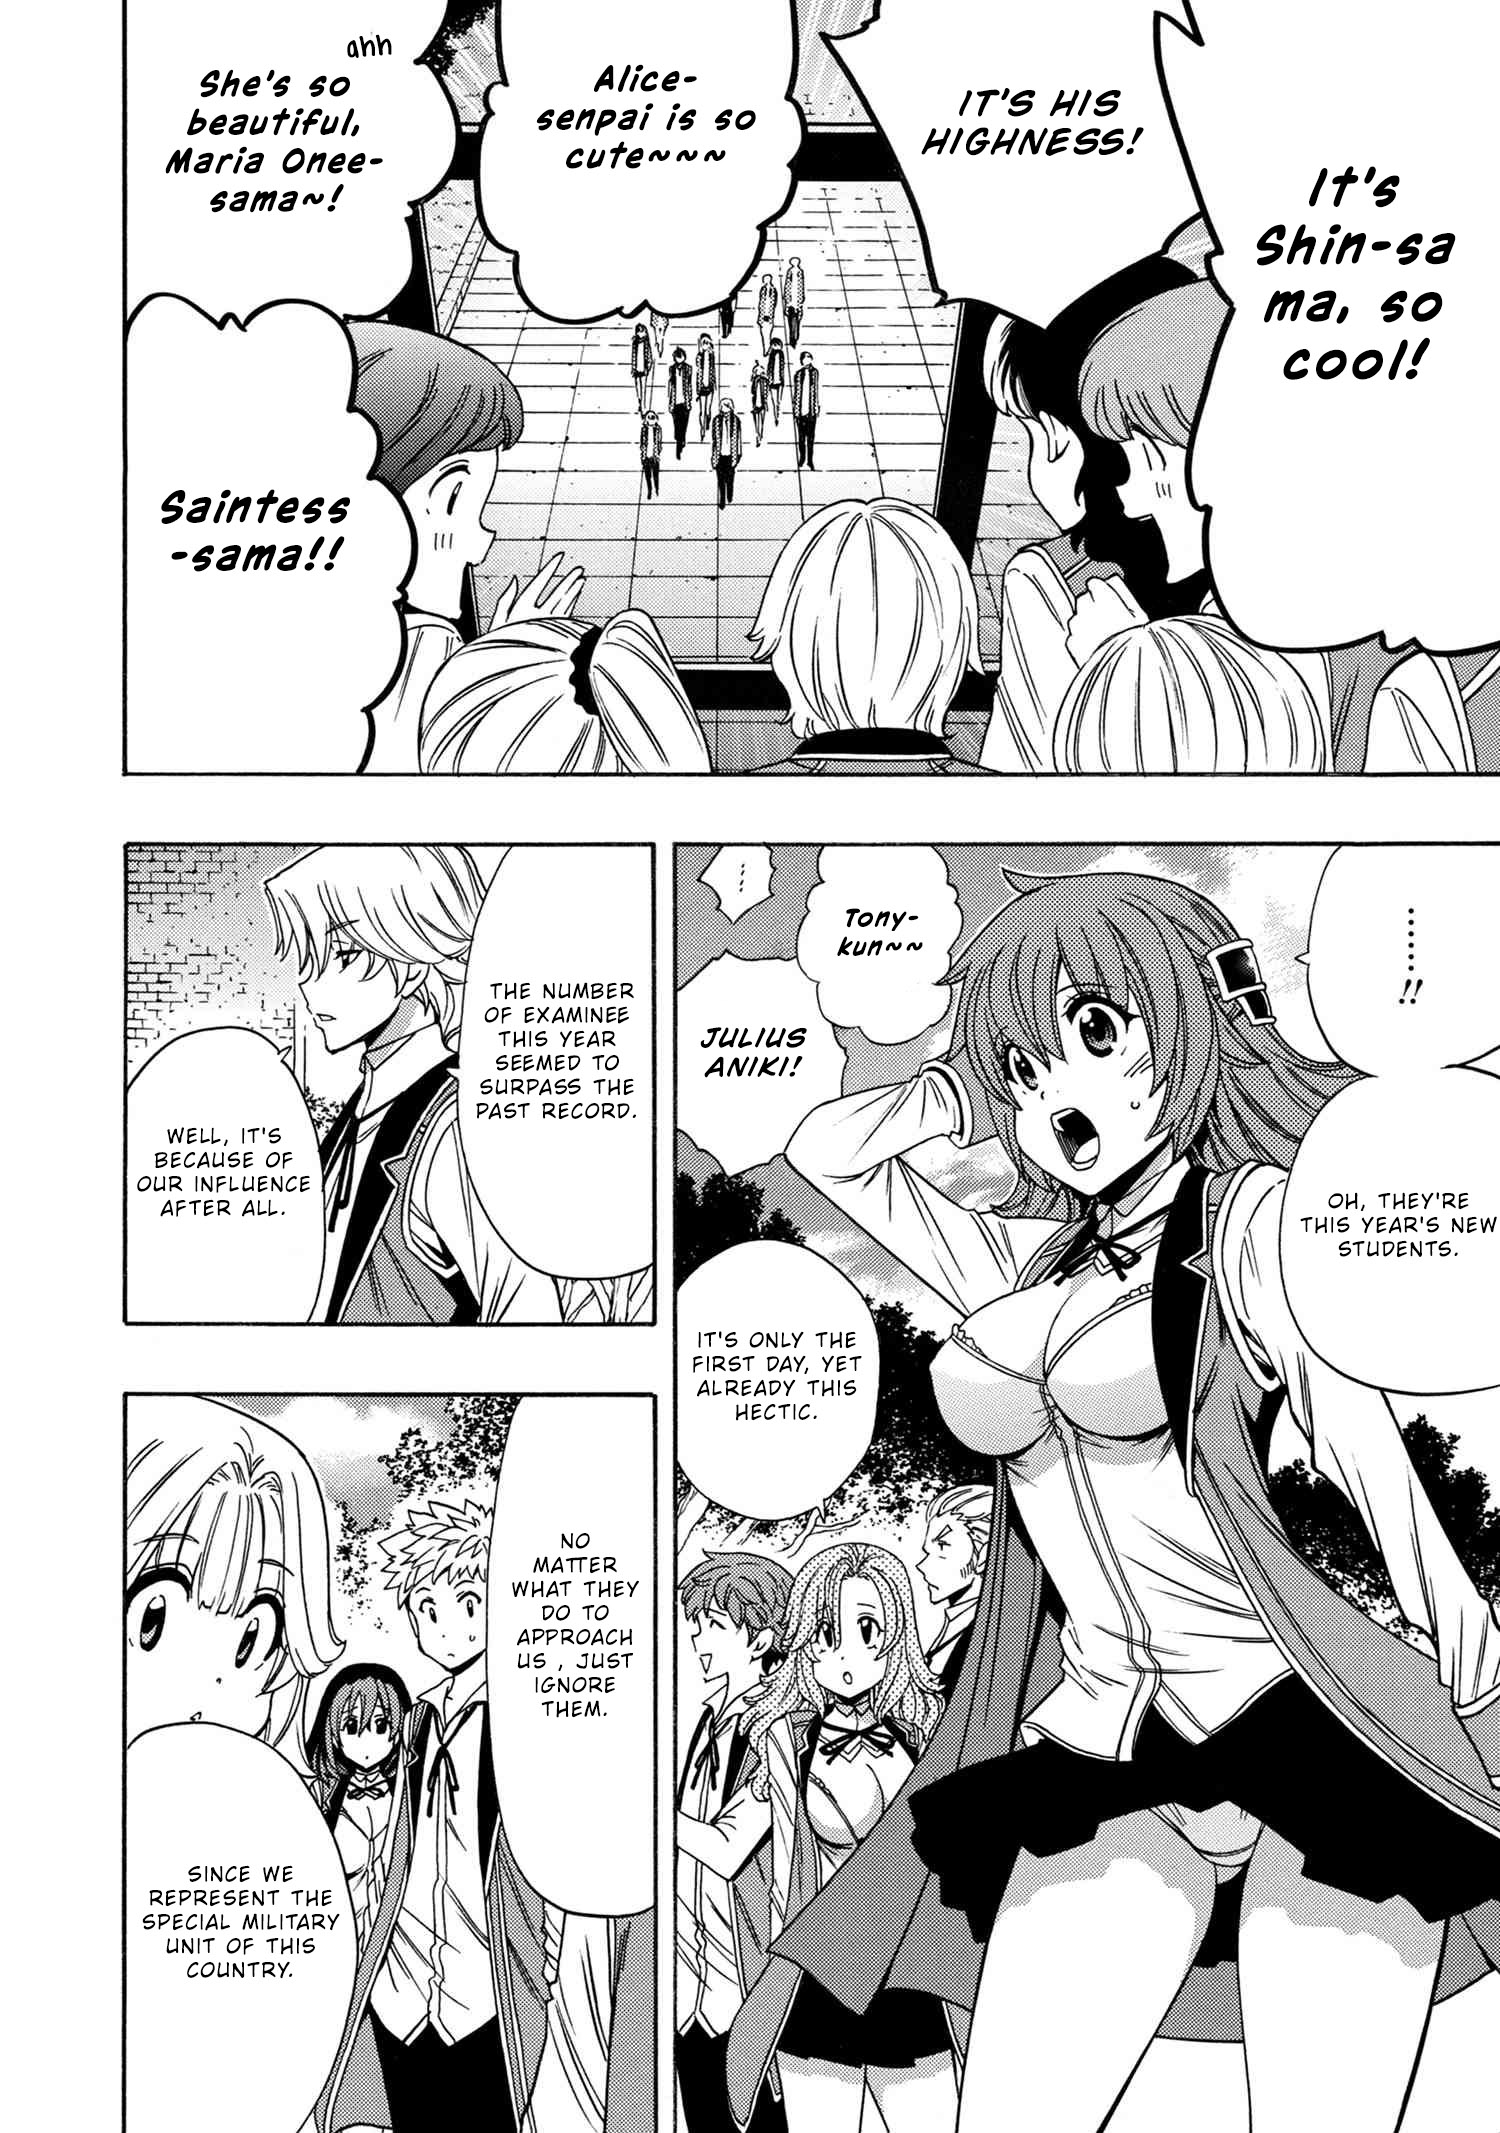 It's
Shin-sa
ma, so
cool!
IT'S HIS
HIGHNESS!
Alice-
senpai is so
cute~~~
ahh
She's so
beautiful,
Maria Onee-
sama~!
Saintess
-sama!!
......!!
OH, THEY'RE
THIS YEAR'S NEW
STUDENTS.
Tony-
kun~~
...
JULIUS
ANIKI!
IT'S ONLY THE
FIRST DAY, YET
ALREADY THIS
HECTIC.
THE NUMBER
OF EXAMINEE
THIS YEAR
SEEMED TO
SURPASS THE
PAST RECORD.
WELL, IT'S
BECAUSE OF
OUR INFLUENCE
AFTER ALL.
NO
MATTER
WHAT THEY
DO TO
APPROACH
US , JUST
IGNORE
THEM.
SINCE WE
REPRESENT THE
SPECIAL MILITARY
UNIT OF THIS
COUNTRY.